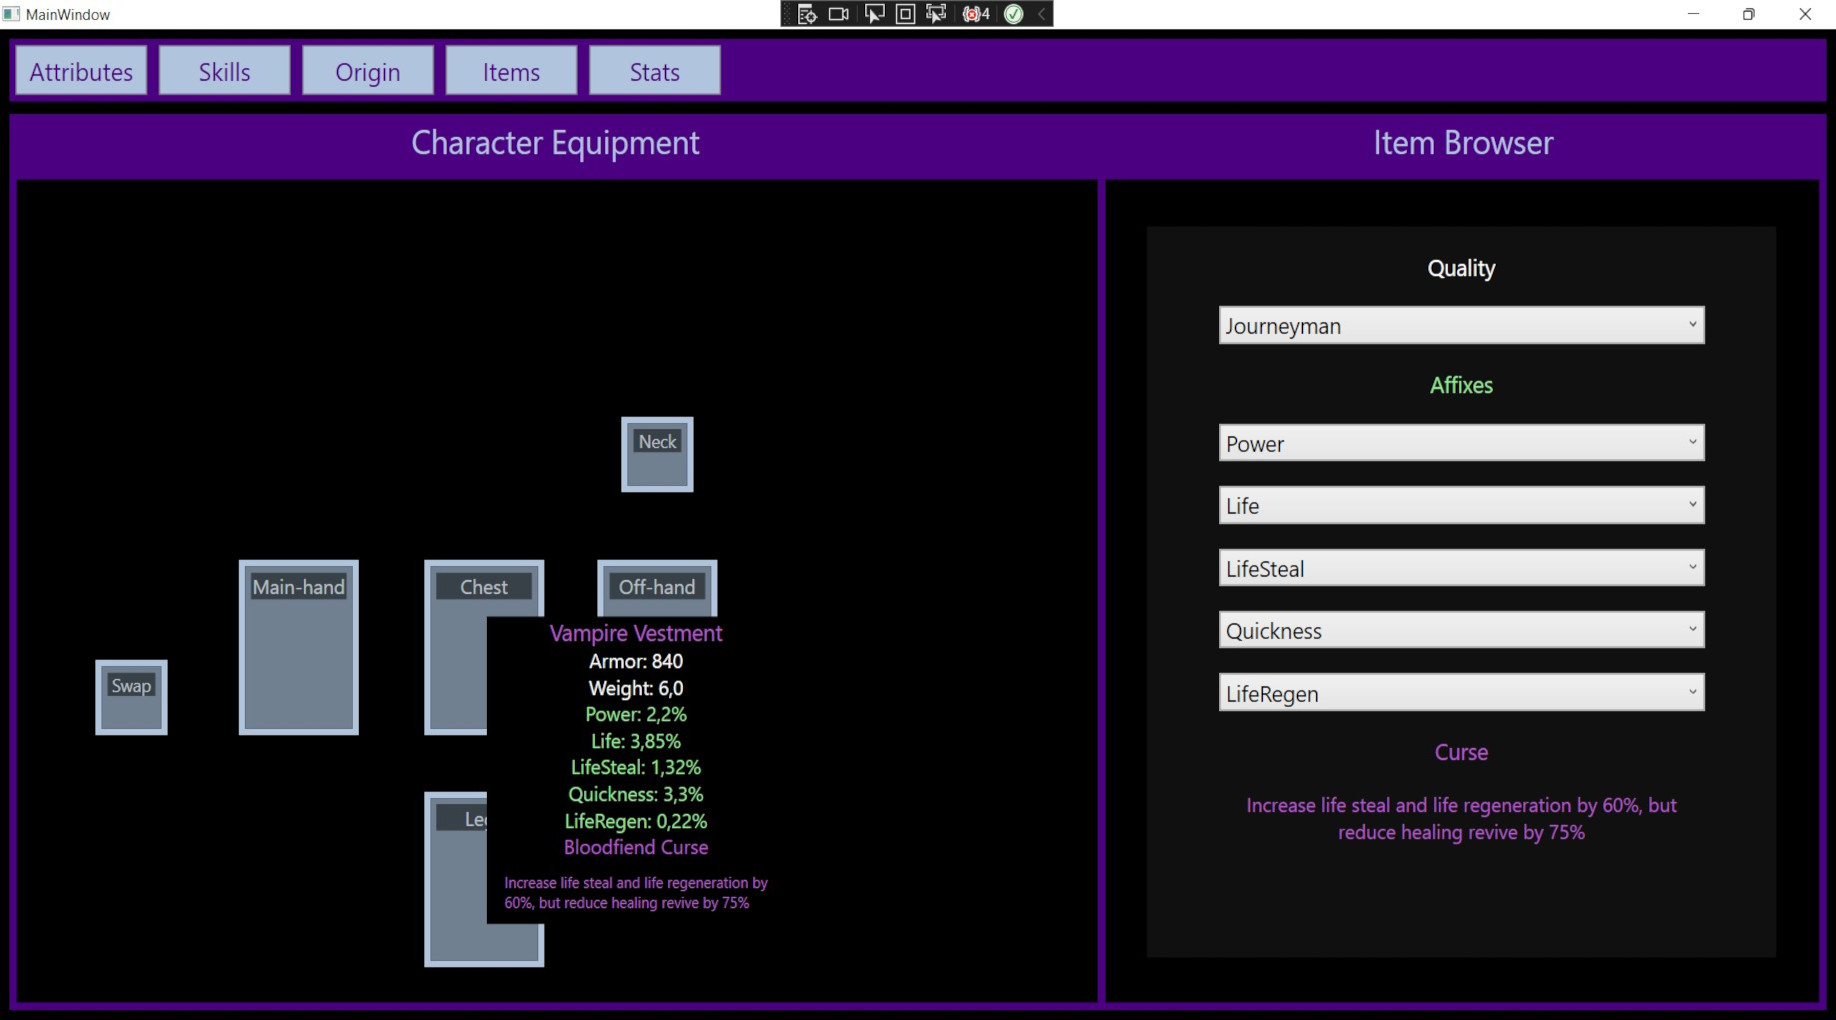 MainWindow
4
Attributes
Skills
Origin
Items
Stats
Character Equipment
Item Browser
Neck
Main-hand
Chest
Off-hand
Swap
Vampire Vestment
Armor: 840
Weight: 6,0
Power: 2,2%
Life: 3,85%
LifeSteal: 1,32%
Quickness: 3,3%
LifeRegen: 0,22%
Bloodfiend Curse
Increase life steal and life regeneration by
60%, but reduce healing revive by 75%
Quality
Journeyman
Affixes
Power
Life
LifeSteal
Quickness
LifeRegen
Curse
Increase life steal and life regeneration by 60%, but
reduce healing revive by 75%